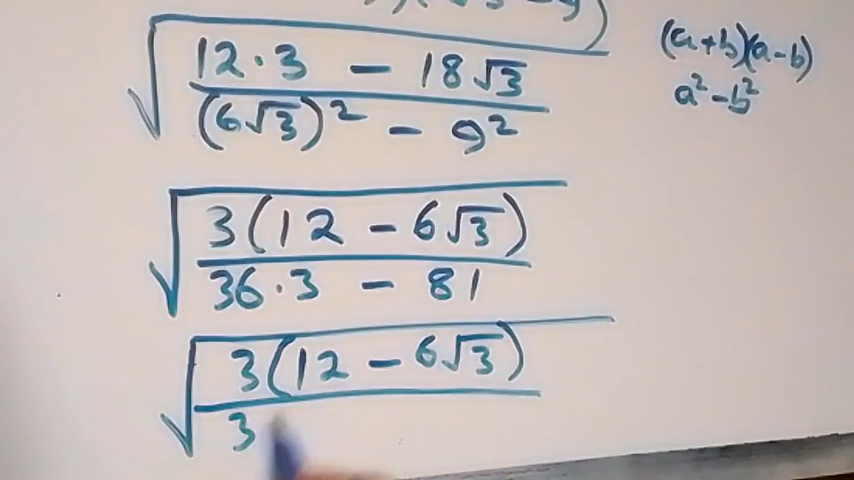 (a+b)(a-b)
a² - b²
√((12·3 - 18√3)/((6√3)² - 9²))
√((3(12 - 6√3))/(36·3 - 81))
√((3(12 - 6√3))/(3